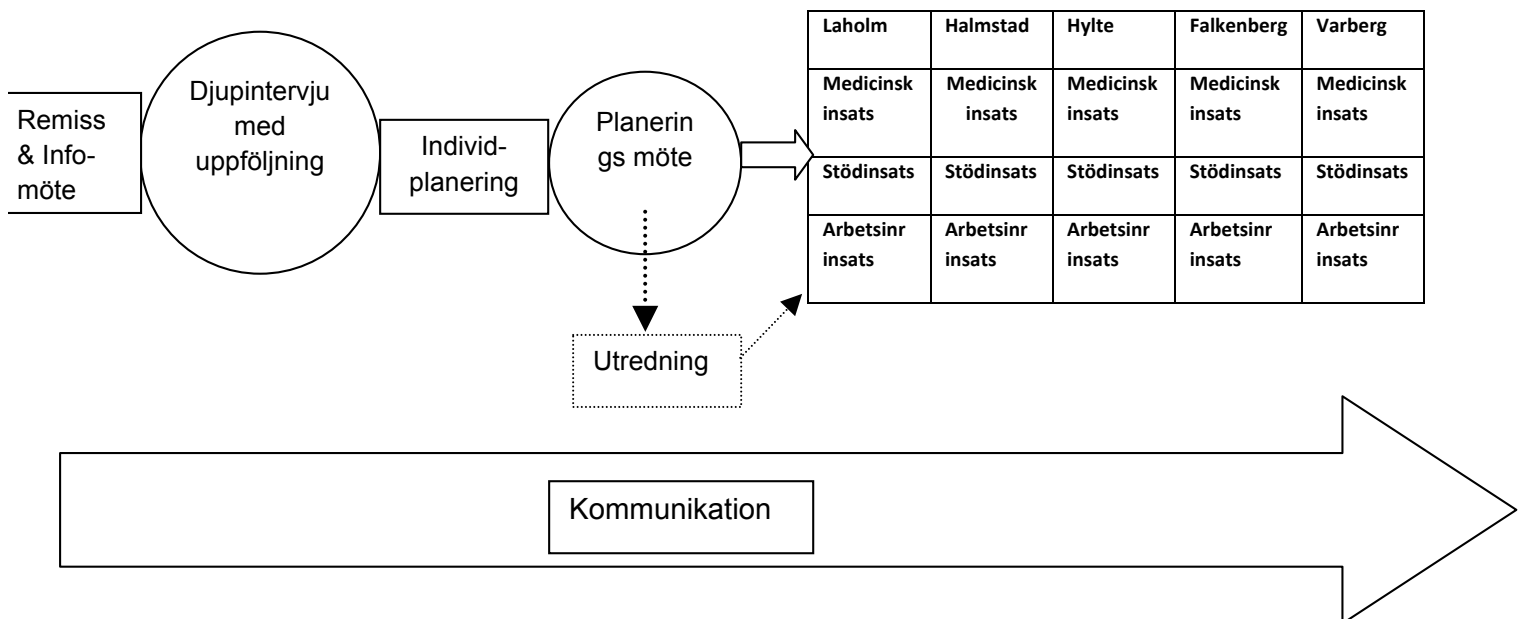 Remiss
& Info-
möte
Djupintervju
med
uppföljning
Individ-
planering
Planerin
gs möte
Utredning
Laholm Halmstad Hylte Falkenberg Varberg
Medicinsk Medicinsk Medicinsk Medicinsk Medicinsk
insats insats insats insats insats
Stödinsats Stödinsats Stödinsats Stödinsats Stödinsats
Arbetsinr Arbetsinr Arbetsinr Arbetsinr Arbetsinr
insats insats insats insats insats
Kommunikation